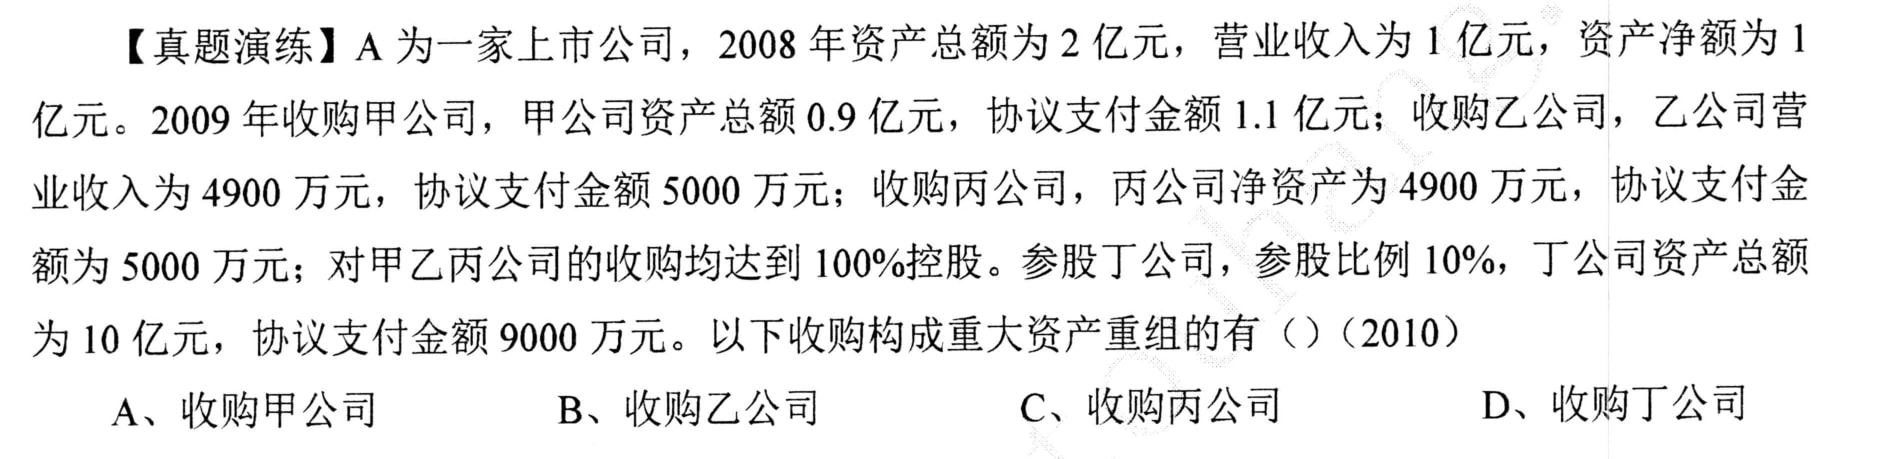 【真题演练】A 为一家上市公司，2008 年资产总额为 2 亿元，营业收入为 1 亿元，资产净额为 1
亿元。2009 年收购甲公司，甲公司资产总额 0.9 亿元，协议支付金额 1.1 亿元；收购乙公司，乙公司营
业收入为 4900 万元，协议支付金额 5000 万元；收购丙公司，丙公司净资产为 4900 万元，协议支付金
额为 5000 万元；对甲乙丙公司的收购均达到 100%控股。参股丁公司，参股比例 10%，丁公司资产总额
为 10 亿元，协议支付金额 9000 万元。以下收购构成重大资产重组的有（）（2010）
A、收购甲公司 B、收购乙公司 C、收购丙公司 D、收购丁公司